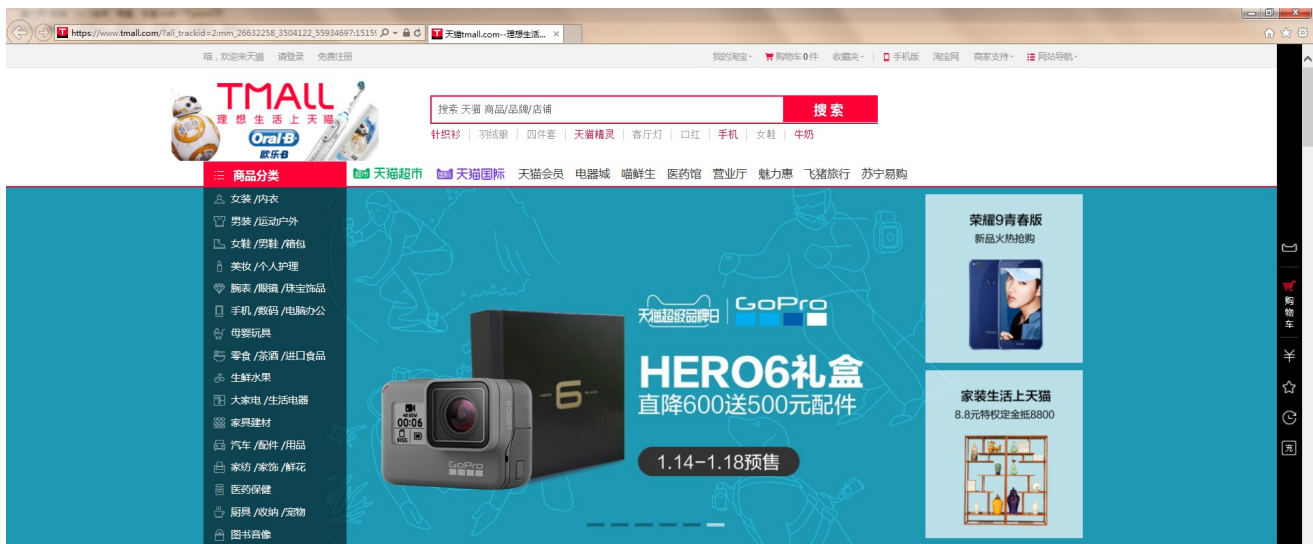 https://www.tmall.com/?ali_trackid=2:mm_26632258_3504122_55934697:1515
天猫tmall.com--理想生活...
喵，欢迎来天猫 请登录 免费注册
我的淘宝 购物车0件 收藏夹 手机版 淘宝网 商家支持 网站导航
TMALL
理想生活上天猫
Oral-B
欧乐·B
搜索 天猫 商品/品牌/店铺
搜索
针织衫 | 羽绒服 | 四件套 | 天猫精灵 | 客厅灯 | 口红 | 手机 | 女鞋 | 牛奶
商品分类
天猫超市 天猫国际 天猫会员 电器城 喵鲜生 医药馆 营业厅 魅力惠 飞猪旅行 苏宁易购
女装 /内衣
男装 /运动户外
女鞋 /男鞋 /箱包
美妆 /个人护理
腕表 /眼镜 /珠宝饰品
手机 /数码 /电脑办公
母婴玩具
零食 /茶酒 /进口食品
生鲜水果
大家电 /生活电器
家具建材
汽车 /配件 /用品
家纺 /家饰 /鲜花
医药保健
厨具 /收纳 /宠物
图书音像
6
00:06
GoPro
天猫超级品牌日 GoPro
HERO6礼盒
直降600送500元配件
1.14-1.18预售
荣耀9青春版
新品火热抢购
家装生活上天猫
8.8元特权定金抵8800
购物车
充